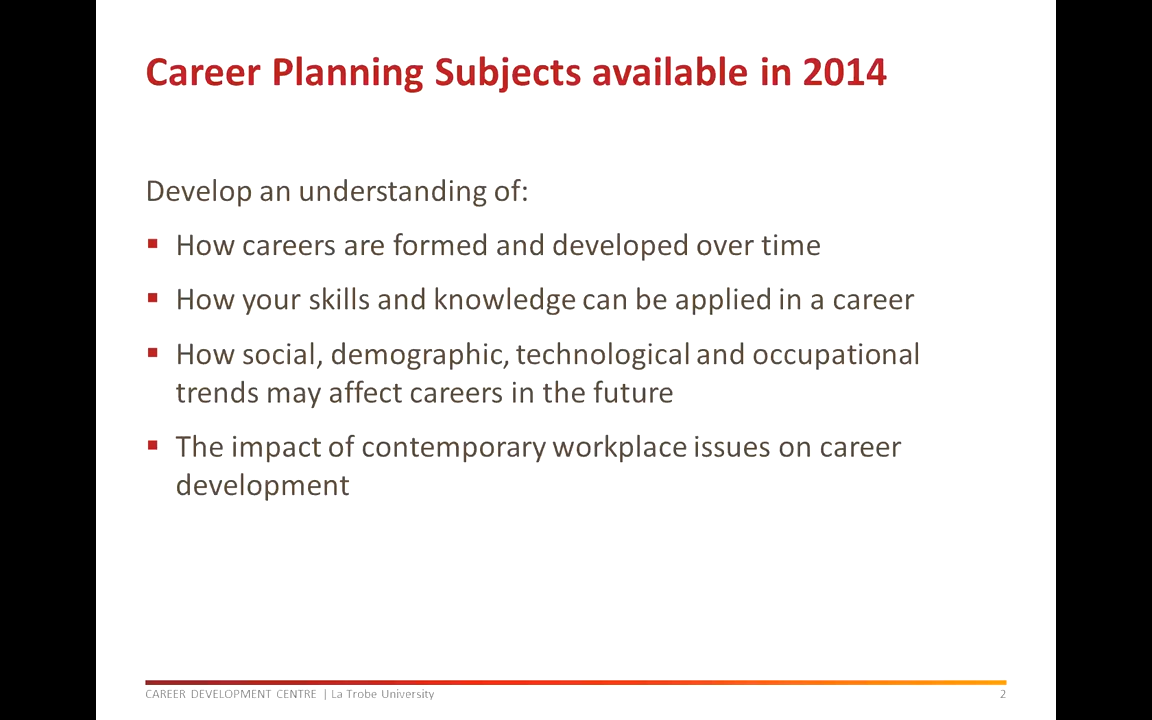 Career Planning Subjects available in 2014
Develop an understanding of:
▪ How careers are formed and developed over time
▪ How your skills and knowledge can be applied in a career
▪ How social, demographic, technological and occupational
trends may affect careers in the future
▪ The impact of contemporary workplace issues on career
development
CAREER DEVELOPMENT CENTRE | La Trobe University 2